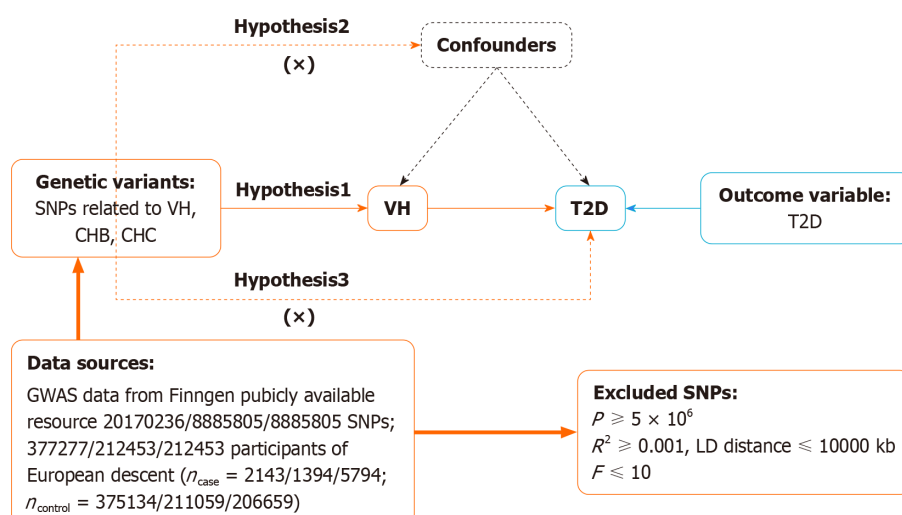 Hypothesis2
(×)
Confounders
Genetic variants:
SNPs related to VH,
CHB, CHC
Hypothesis1
VH
T2D
Outcome variable:
T2D
Hypothesis3
(×)
Data sources:
GWAS data from Finngen pubicly available
resource 20170236/8885805/8885805 SNPs;
377277/212453/212453 participants of
European descent (n_case = 2143/1394/5794;
n_control = 375134/211059/206659)
Excluded SNPs:
P ⩾ 5 × 10⁶
R² ⩾ 0.001, LD distance ⩽ 10000 kb
F ⩽ 10